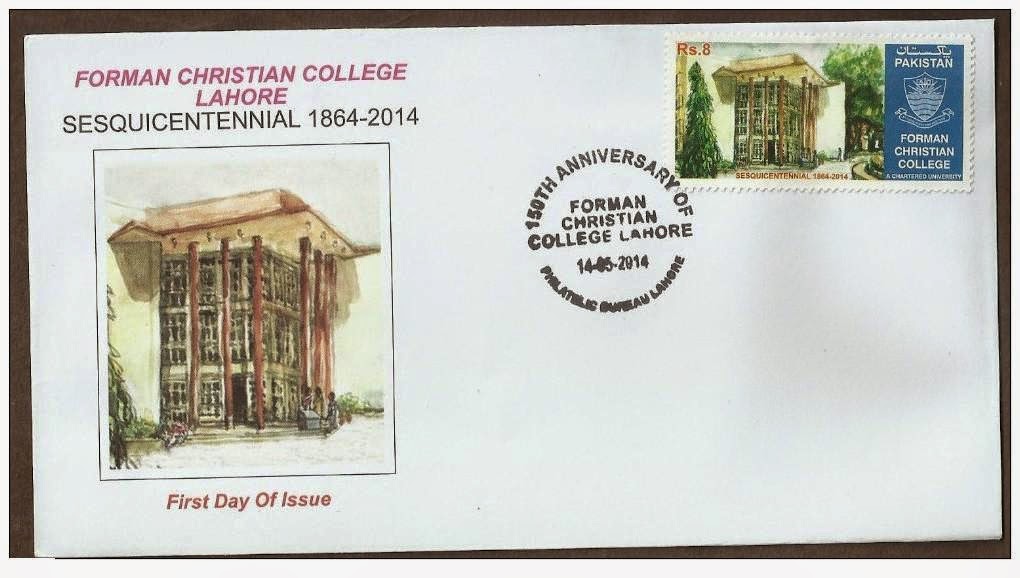 FORMAN CHRISTIAN COLLEGE
LAHORE
SESQUICENTENNIAL 1864-2014
First Day Of Issue
150TH ANNIVERSARY OF
FORMAN
CHRISTIAN
COLLEGE LAHORE
14-05-2014
PHILATELIC BUREAU LAHORE
Rs.8
SESQUICENTENNIAL 1864-2014
پاکستان
PAKISTAN
FORMAN
CHRISTIAN
COLLEGE
A CHARTERED UNIVERSITY